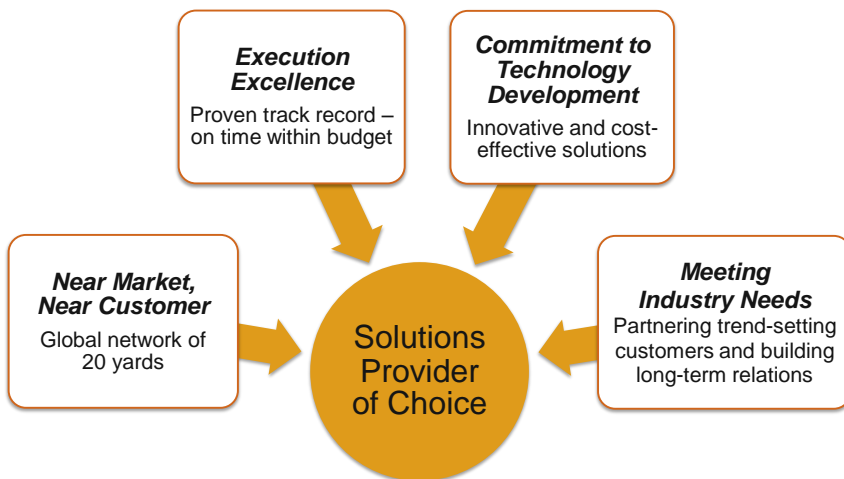 Execution
Excellence
Proven track record –
on time within budget
Commitment to
Technology
Development
Innovative and cost-
effective solutions
Near Market,
Near Customer
Global network of
20 yards
Meeting
Industry Needs
Partnering trend-setting
customers and building
long-term relations
Solutions
Provider
of Choice